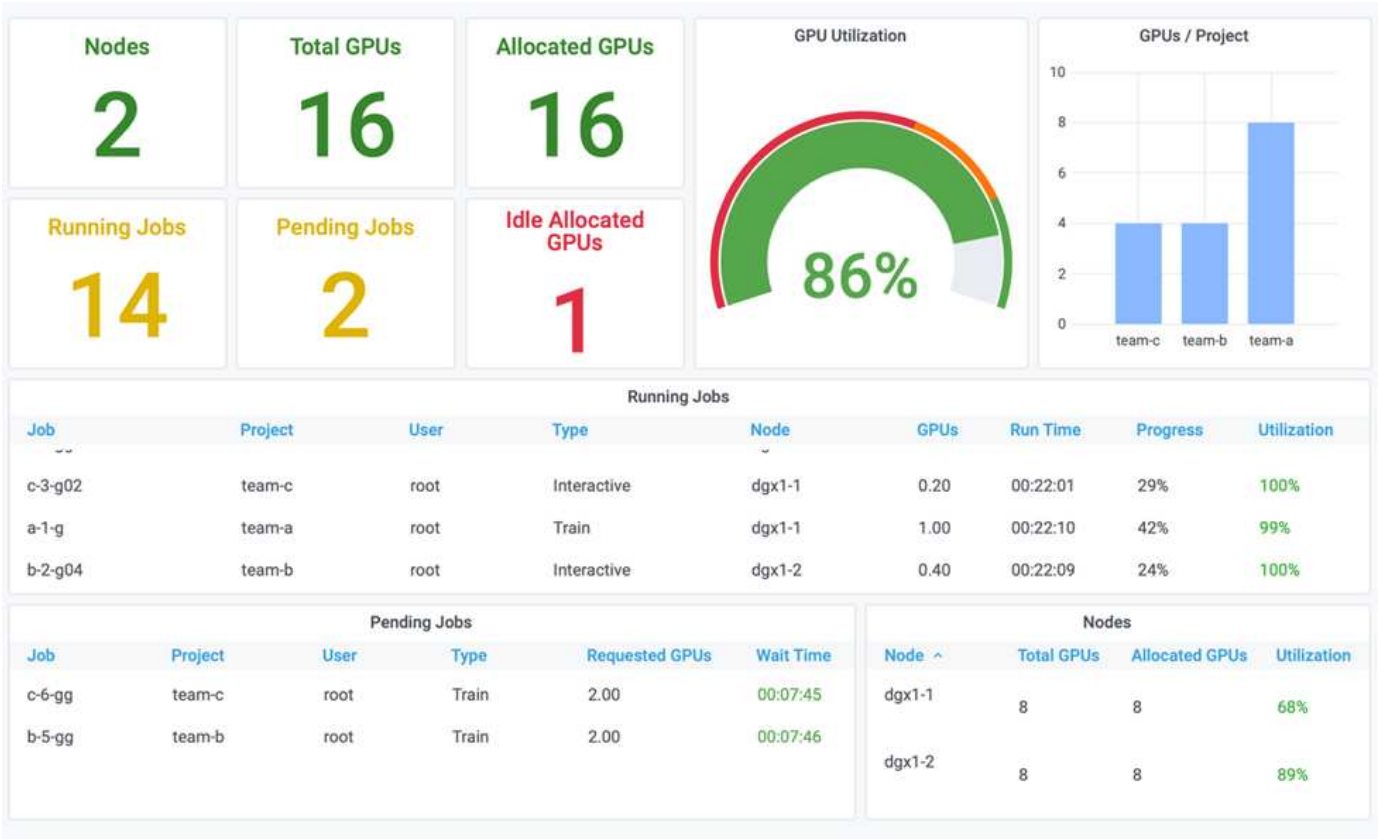 Nodes
2
Total GPUs
16
Allocated GPUs
16
GPU Utilization
86%
GPUs / Project
10
8
6
4
2
0
team-c team-b team-a
Running Jobs
14
Pending Jobs
2
Idle Allocated
GPUs
1
Running Jobs
Job Project User Type Node GPUs Run Time Progress Utilization
c-3-g02 team-c root Interactive dgx1-1 0.20 00:22:01 29% 100%
a-1-g team-a root Train dgx1-1 1.00 00:22:10 42% 99%
b-2-g04 team-b root Interactive dgx1-2 0.40 00:22:09 24% 100%
Pending Jobs
Job Project User Type Requested GPUs Wait Time
c-6-gg team-c root Train 2.00 00:07:45
b-5-gg team-b root Train 2.00 00:07:46
Nodes
Node Total GPUs Allocated GPUs Utilization
dgx1-1 8 8 68%
dgx1-2 8 8 89%